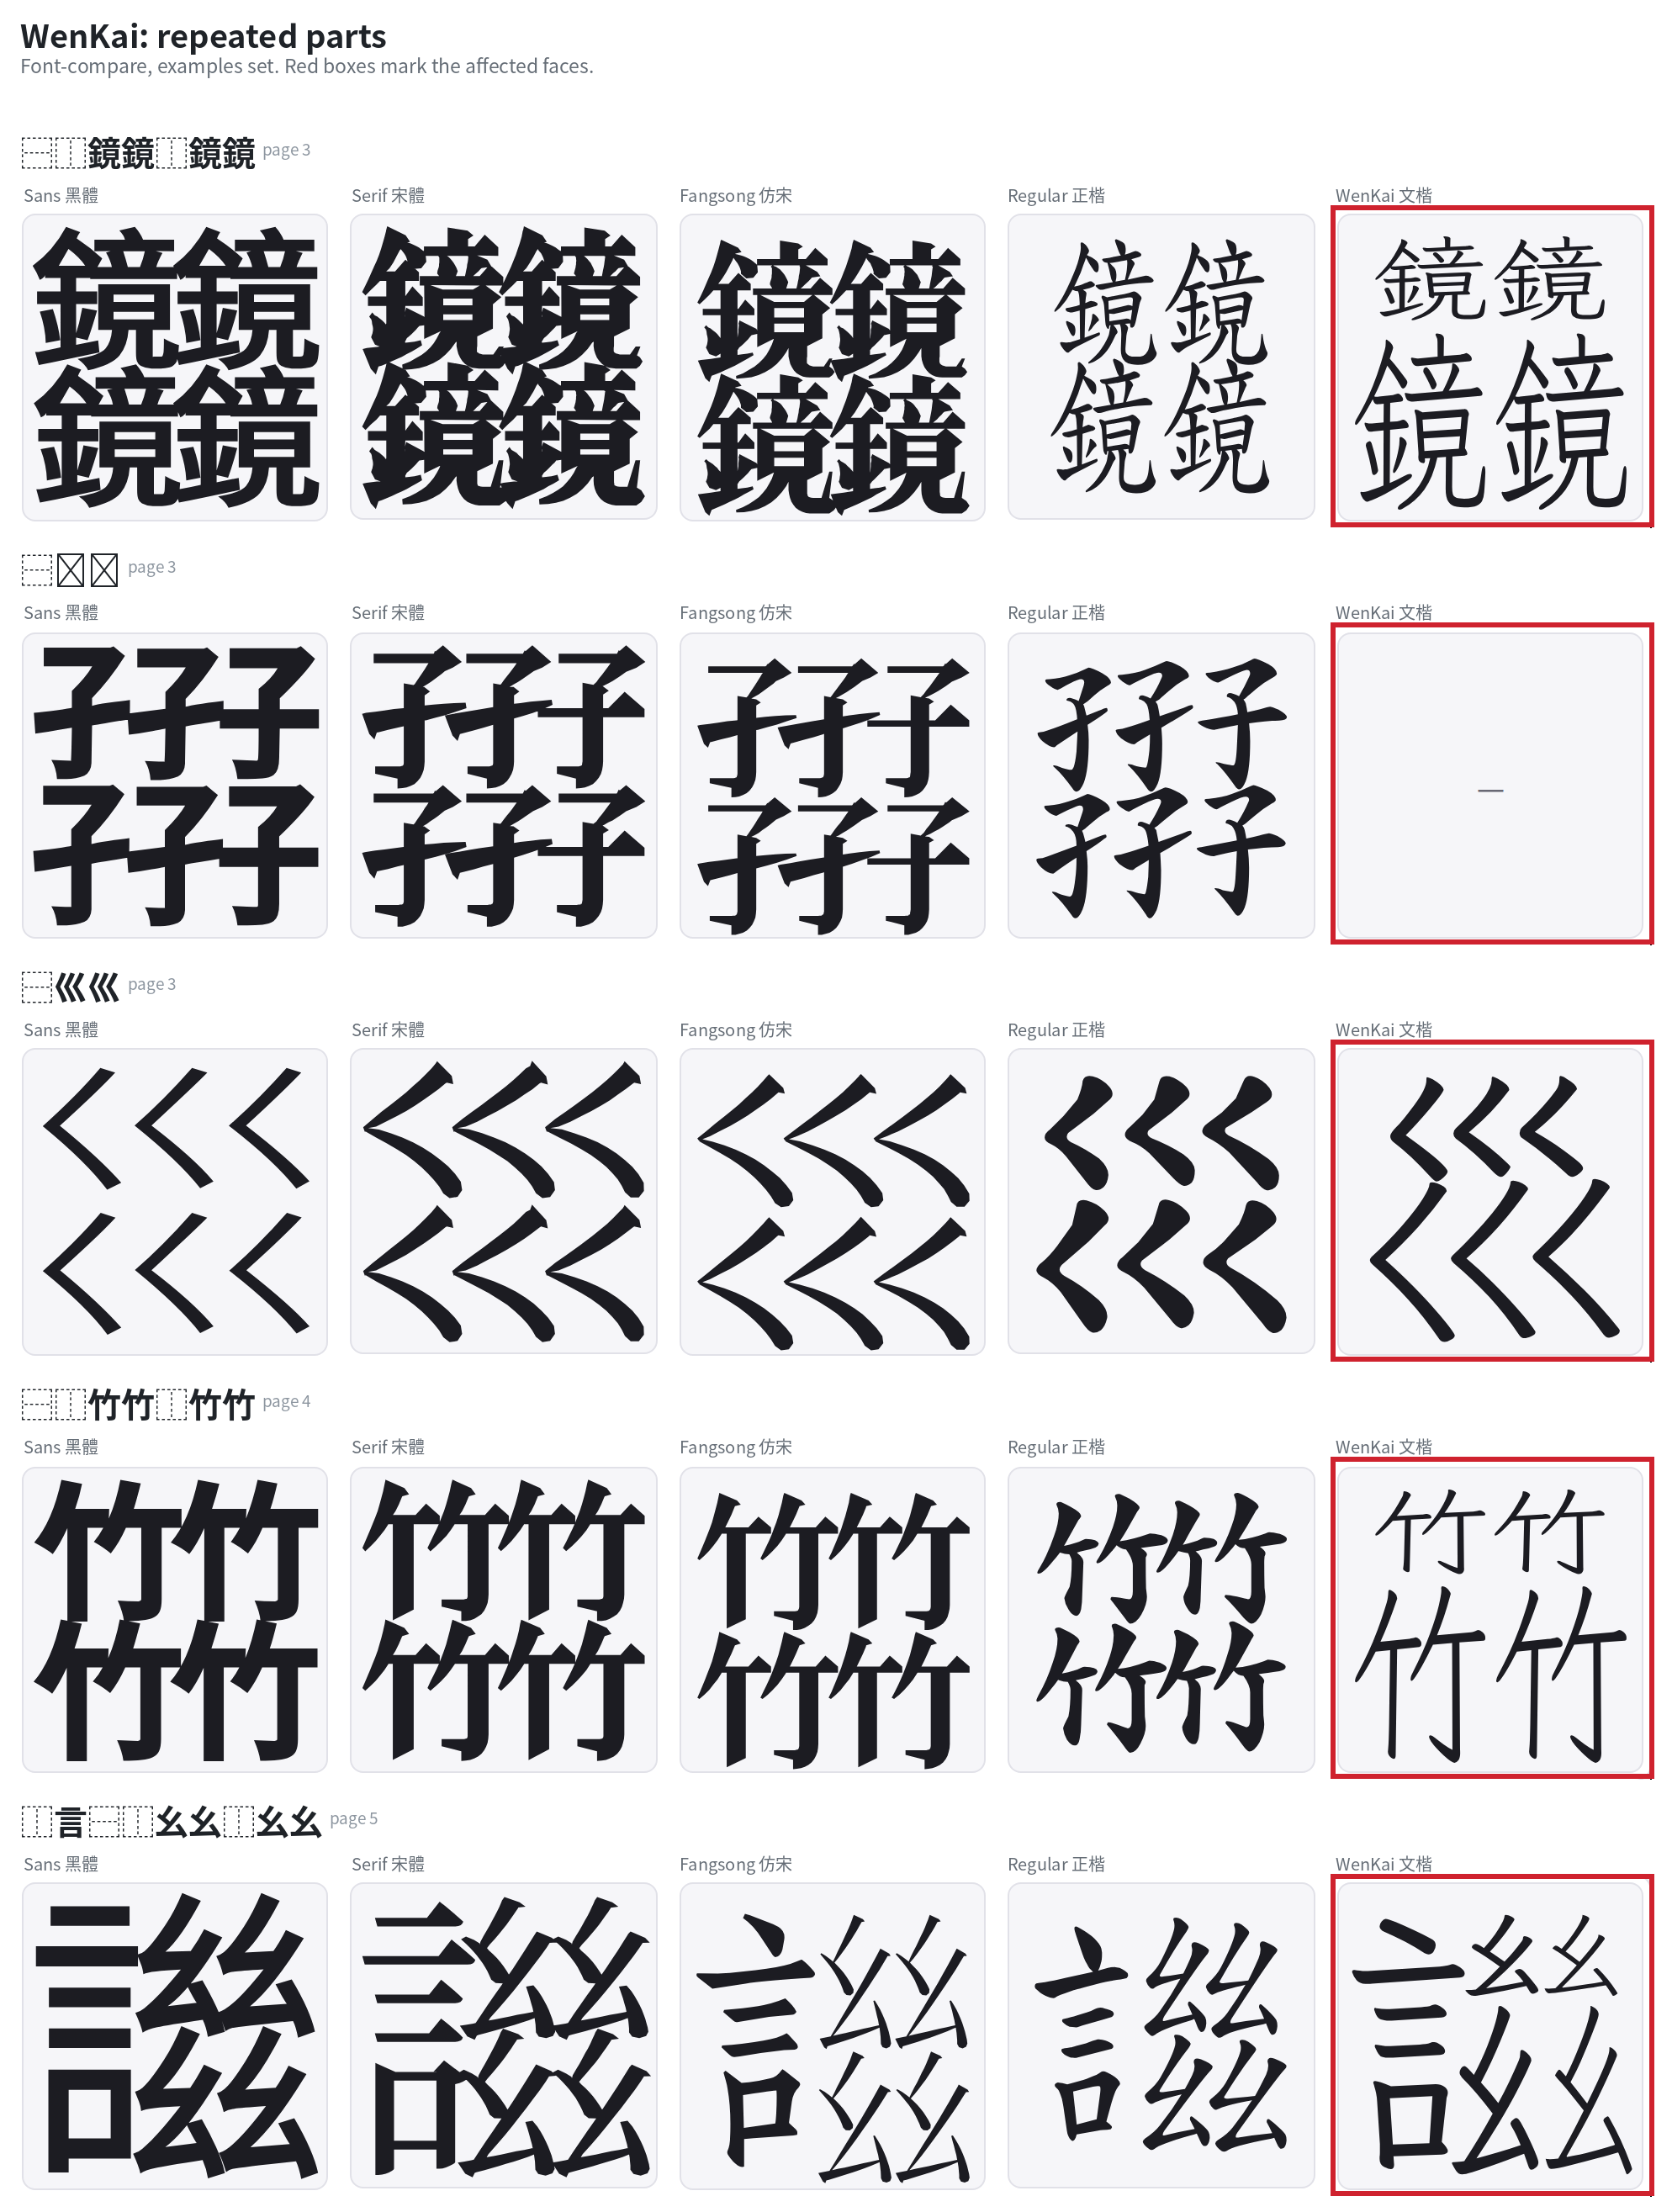 WenKai: repeated parts
Font-compare, examples set. Red boxes mark the affected faces.
⿱⿰鏡鏡⿰鏡鏡 page 3
Sans 黑體 Serif 宋體 Fangsong 仿宋 Regular 正楷 WenKai 文楷
⿱ page 3
Sans 黑體 Serif 宋體 Fangsong 仿宋 Regular 正楷 WenKai 文楷
—
⿱巛巛 page 3
Sans 黑體 Serif 宋體 Fangsong 仿宋 Regular 正楷 WenKai 文楷
⿱⿰竹竹⿰竹竹 page 4
Sans 黑體 Serif 宋體 Fangsong 仿宋 Regular 正楷 WenKai 文楷
⿰言⿱⿰幺幺⿰幺幺 page 5
Sans 黑體 Serif 宋體 Fangsong 仿宋 Regular 正楷 WenKai 文楷